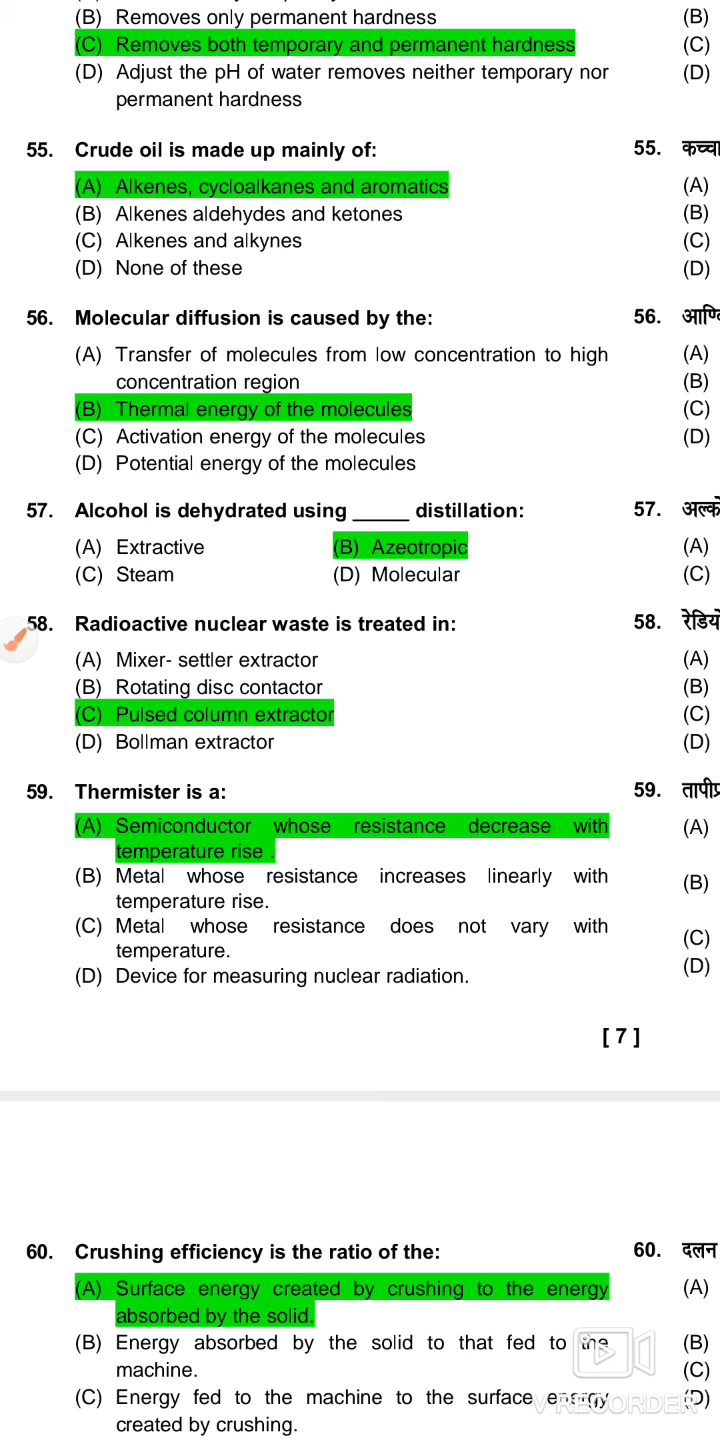 (B) Removes only permanent hardness
(B)
(C) Removes both temporary and permanent hardness
(C)
(D) Adjust the pH of water removes neither temporary nor
(D)
permanent hardness
55. Crude oil is made up mainly of:
55.
(A) Alkenes, cycloalkanes and aromatics
(A)
(B) Alkenes aldehydes and ketones
(B)
(C) Alkenes and alkynes
(C)
(D) None of these
(D)
56. Molecular diffusion is caused by the:
56.
(A) Transfer of molecules from low concentration to high
(A)
concentration region
(B)
(B) Thermal energy of the molecules
(C)
(C) Activation energy of the molecules
(D)
(D) Potential energy of the molecules
57. Alcohol is dehydrated using _____ distillation:
57.
(A) Extractive (B) Azeotropic
(A)
(C) Steam (D) Molecular
(C)
58. Radioactive nuclear waste is treated in:
58.
(A) Mixer- settler extractor
(A)
(B) Rotating disc contactor
(B)
(C) Pulsed column extractor
(C)
(D) Bollman extractor
(D)
59. Thermister is a:
59.
(A) Semiconductor whose resistance decrease with
(A)
temperature rise .
(B) Metal whose resistance increases linearly with
(B)
temperature rise.
(C) Metal whose resistance does not vary with
(C)
temperature.
(D) Device for measuring nuclear radiation.
(D)
[ 7 ]
60. Crushing efficiency is the ratio of the:
60. दलन
(A) Surface energy created by crushing to the energy
(A)
absorbed by the solid.
(B) Energy absorbed by the solid to that fed to the
(B)
machine.
(C)
(C) Energy fed to the machine to the surface energy
(D)
created by crushing.
V RECORDER